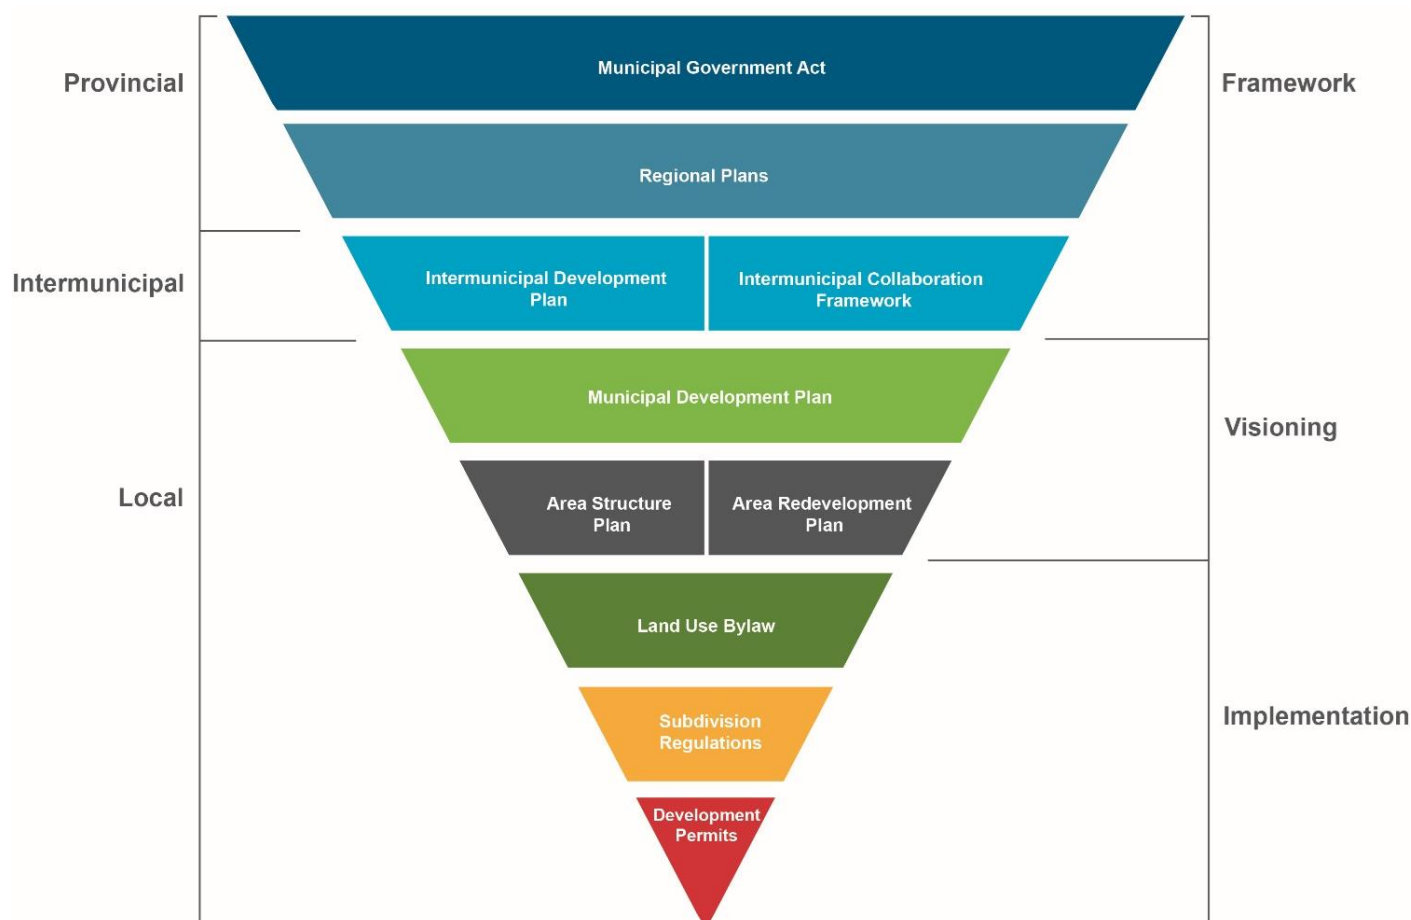 Municipal Government Act
Provincial
Framework
Regional Plans
Intermunicipal
Intermunicipal Development
Plan
Intermunicipal Collaboration
Framework
Municipal Development Plan
Visioning
Local
Area Structure
Plan
Area Redevelopment
Plan
Land Use Bylaw
Subdivision
Regulations
Implementation
Development
Permits